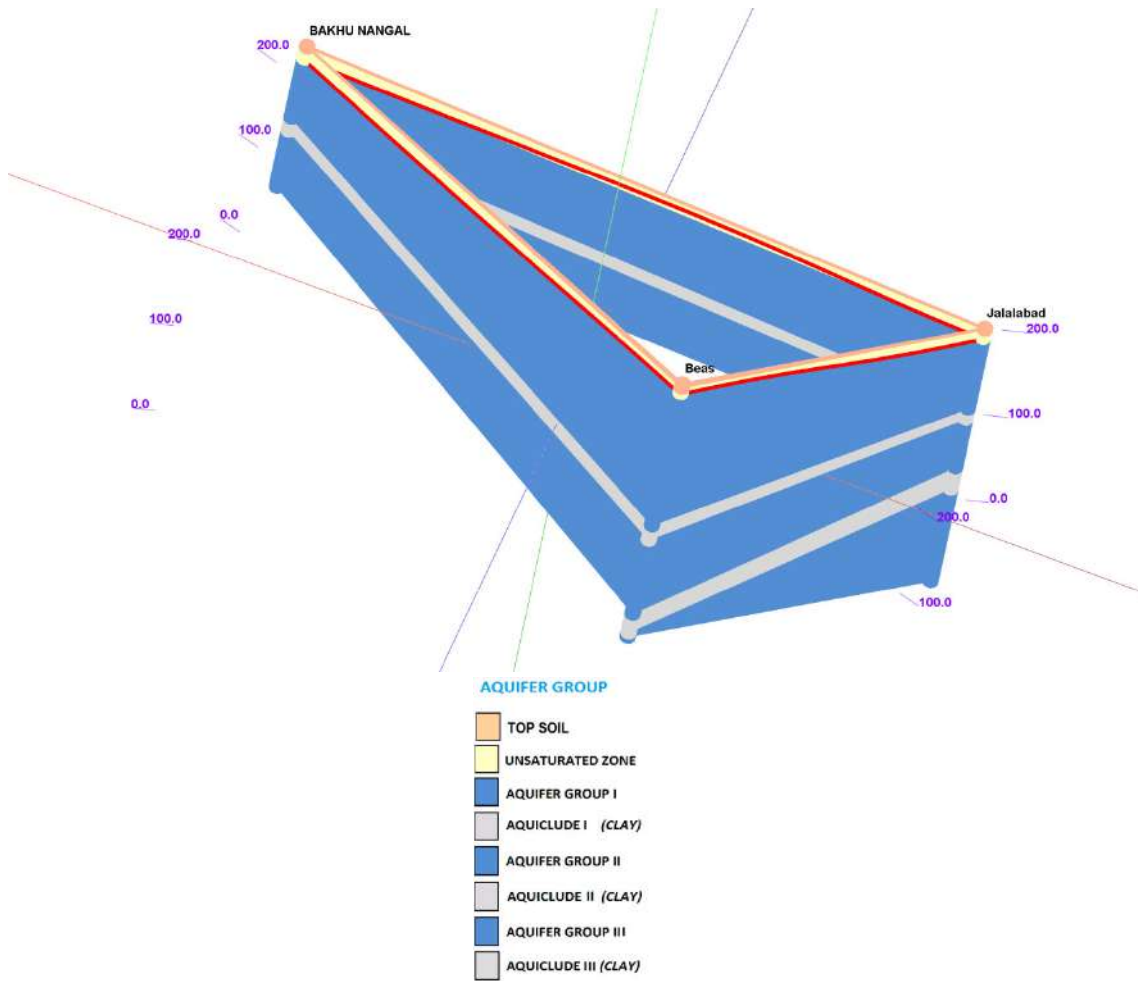 BAKHU NANGAL
200.0
100.0
0.0
200.0
100.0
0.0
Jalalabad
200.0
Beas
100.0
0.0
200.0
100.0
AQUIFER GROUP
TOP SOIL
UNSATURATED ZONE
AQUIFER GROUP I
AQUICLUDE I (CLAY)
AQUIFER GROUP II
AQUICLUDE II (CLAY)
AQUIFER GROUP III
AQUICLUDE III (CLAY)